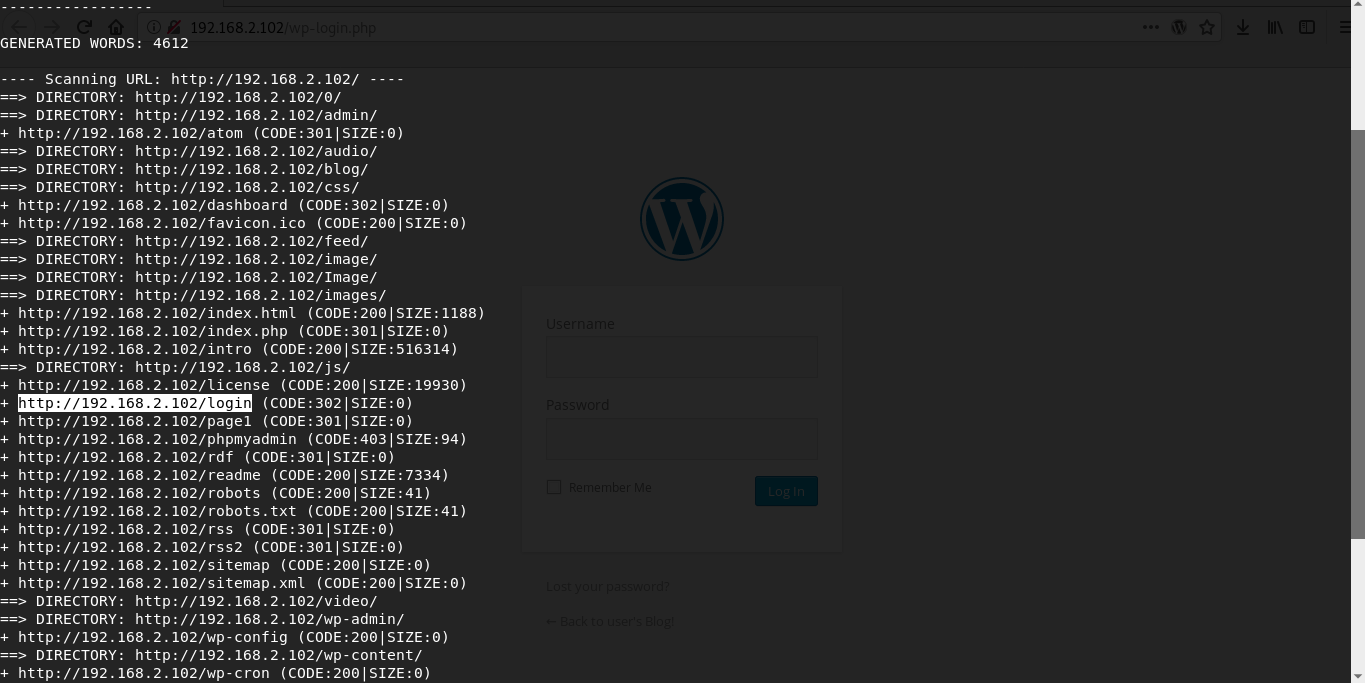 -----------------
192.168.2.102/wp-login.php
GENERATED WORDS: 4612
---- Scanning URL: http://192.168.2.102/ ----
==> DIRECTORY: http://192.168.2.102/0/
==> DIRECTORY: http://192.168.2.102/admin/
+ http://192.168.2.102/atom (CODE:301|SIZE:0)
==> DIRECTORY: http://192.168.2.102/audio/
==> DIRECTORY: http://192.168.2.102/blog/
==> DIRECTORY: http://192.168.2.102/css/
+ http://192.168.2.102/dashboard (CODE:302|SIZE:0)
+ http://192.168.2.102/favicon.ico (CODE:200|SIZE:0)
==> DIRECTORY: http://192.168.2.102/feed/
==> DIRECTORY: http://192.168.2.102/image/
==> DIRECTORY: http://192.168.2.102/Image/
==> DIRECTORY: http://192.168.2.102/images/
+ http://192.168.2.102/index.html (CODE:200|SIZE:1188)
+ http://192.168.2.102/index.php (CODE:301|SIZE:0)
+ http://192.168.2.102/intro (CODE:200|SIZE:516314)
==> DIRECTORY: http://192.168.2.102/js/
+ http://192.168.2.102/license (CODE:200|SIZE:19930)
+ http://192.168.2.102/login (CODE:302|SIZE:0)
+ http://192.168.2.102/page1 (CODE:301|SIZE:0)
+ http://192.168.2.102/phpmyadmin (CODE:403|SIZE:94)
+ http://192.168.2.102/rdf (CODE:301|SIZE:0)
+ http://192.168.2.102/readme (CODE:200|SIZE:7334)
+ http://192.168.2.102/robots (CODE:200|SIZE:41)
+ http://192.168.2.102/robots.txt (CODE:200|SIZE:41)
+ http://192.168.2.102/rss (CODE:301|SIZE:0)
+ http://192.168.2.102/rss2 (CODE:301|SIZE:0)
+ http://192.168.2.102/sitemap (CODE:200|SIZE:0)
+ http://192.168.2.102/sitemap.xml (CODE:200|SIZE:0)
==> DIRECTORY: http://192.168.2.102/video/
==> DIRECTORY: http://192.168.2.102/wp-admin/
+ http://192.168.2.102/wp-config (CODE:200|SIZE:0)
==> DIRECTORY: http://192.168.2.102/wp-content/
+ http://192.168.2.102/wp-cron (CODE:200|SIZE:0)
Username
Password
Remember Me
Log In
Lost your password?
← Back to user's Blog!